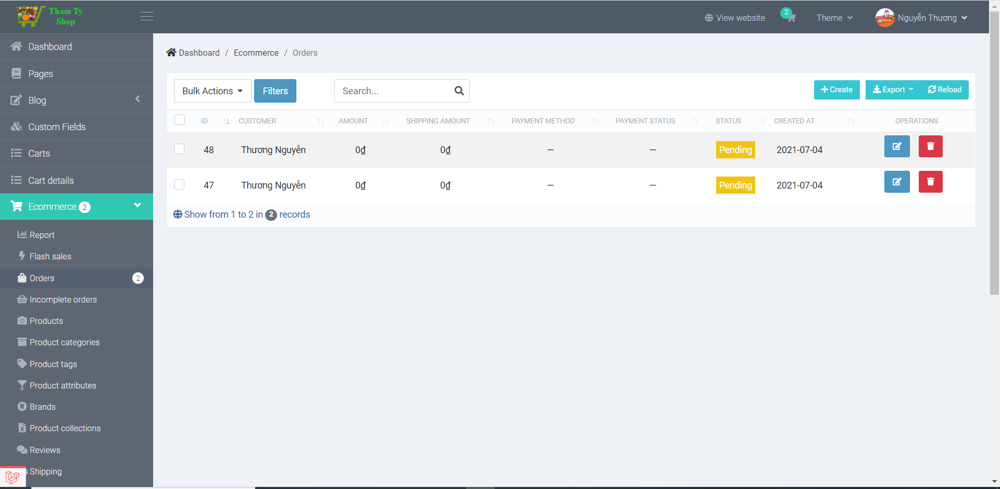 Tham Ty
Shop
View website
2
Theme
Nguyễn Thương
Dashboard
Pages
Blog
Custom Fields
Carts
Cart details
Ecommerce 2
Report
Flash sales
Orders 2
Incomplete orders
Products
Product categories
Product tags
Product attributes
Brands
Product collections
Reviews
Shipping
Dashboard / Ecommerce / Orders
Bulk Actions Filters Search... Create Export Reload
ID CUSTOMER AMOUNT SHIPPING AMOUNT PAYMENT METHOD PAYMENT STATUS STATUS CREATED AT OPERATIONS
48 Thương Nguyễn 0₫ 0₫ — — Pending 2021-07-04
47 Thương Nguyễn 0₫ 0₫ — — Pending 2021-07-04
Show from 1 to 2 in 2 records